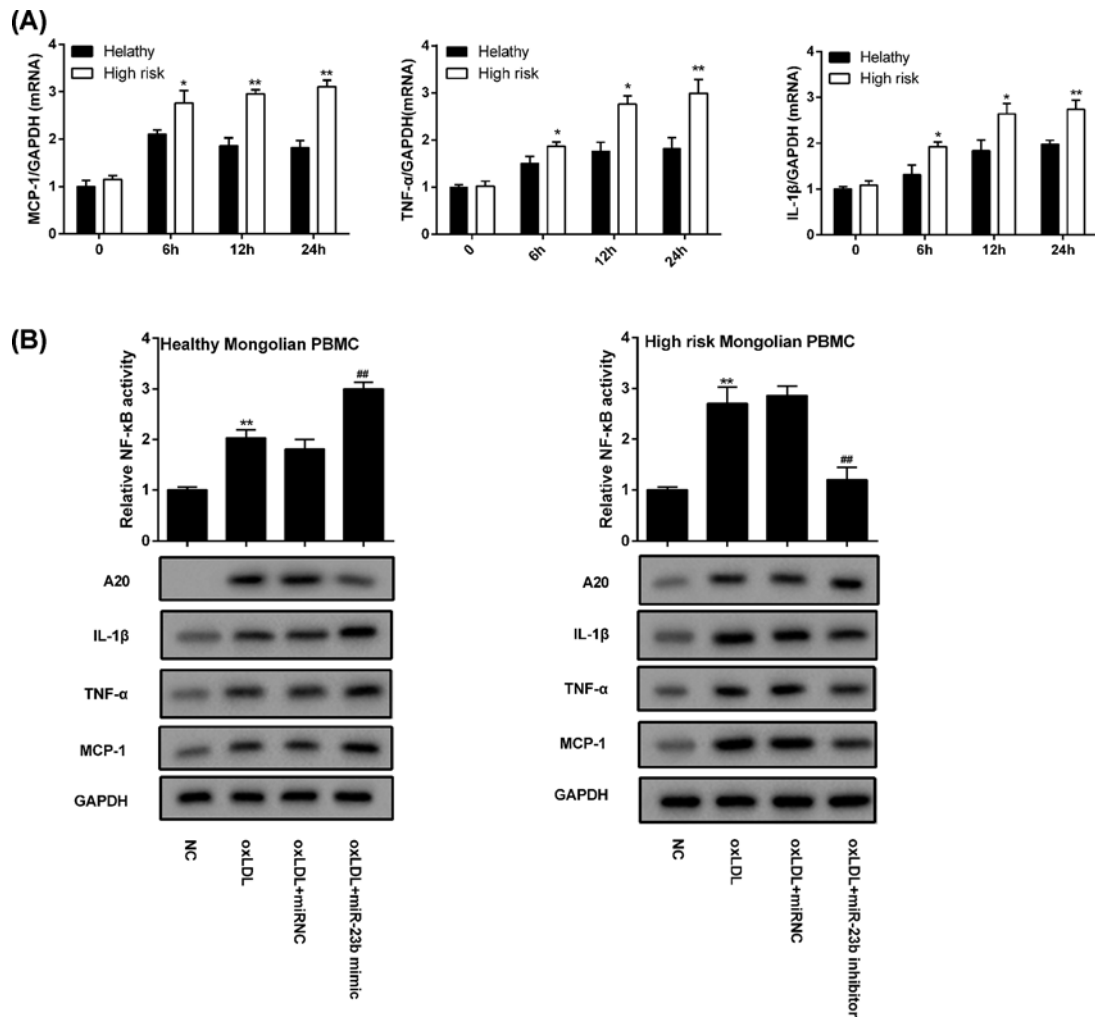 (A)
MCP-1/GAPDH (mRNA)
4
3
2
1
0
Helathy
High risk
*
**
**
0
6h
12h
24h
TNF-α/GAPDH(mRNA)
4
3
2
1
0
Helathy
High risk
*
*
**
0
6h
12h
24h
IL-1β/GAPDH (mRNA)
4
3
2
1
0
Helathy
High risk
*
*
**
0
6h
12h
24h
(B)
Relative NF-κB activity
4
3
2
1
0
Healthy Mongolian PBMC
**
##
A20
IL-1β
TNF-α
MCP-1
GAPDH
NC
oxLDL
oxLDL+miRNC
oxLDL+miR-23b mimic
Relative NF-κB activity
4
3
2
1
0
High risk Mongolian PBMC
**
##
A20
IL-1β
TNF-α
MCP-1
GAPDH
NC
oxLDL
oxLDL+miRNC
oxLDL+miR-23b inhibitor